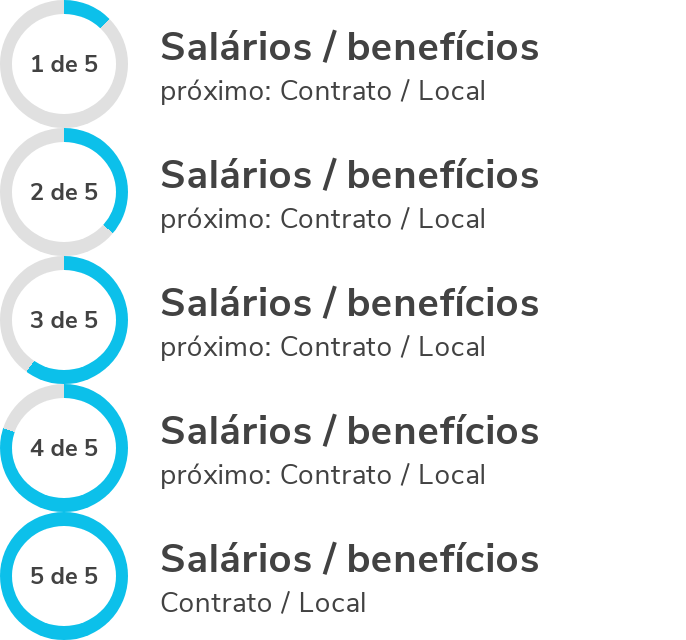 1 de 5
Salários / benefícios
próximo: Contrato / Local
2 de 5
Salários / benefícios
próximo: Contrato / Local
3 de 5
Salários / benefícios
próximo: Contrato / Local
4 de 5
Salários / benefícios
próximo: Contrato / Local
5 de 5
Salários / benefícios
Contrato / Local